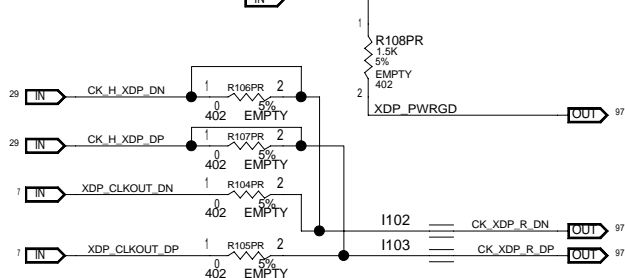 IN
1
R108PR
1.5K
5%
EMPTY
402
2
XDP_PWRGD
OUT 97
29 IN CK_H_XDP_DN 1 R106PR 2
0 5%
402 EMPTY
29 IN CK_H_XDP_DP 1 R107PR 2
0 5%
402 EMPTY
7 IN XDP_CLKOUT_DN 1 R104PR 2
0 5%
402 EMPTY
I102 CK_XDP_R_DN OUT 97
7 IN XDP_CLKOUT_DP 1 R105PR 2
0 5%
402 EMPTY
I103 CK_XDP_R_DP OUT 97